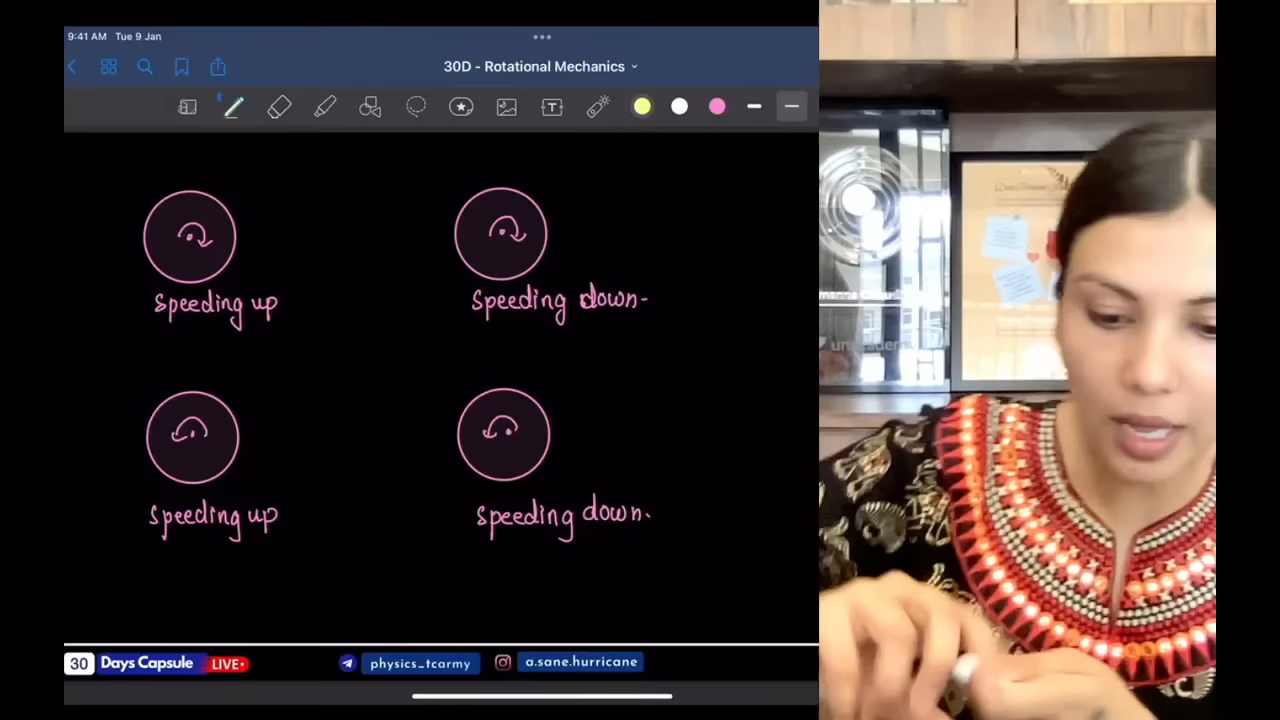 9:41 AM Tue 9 Jan
30D - Rotational Mechanics
speeding up
speeding down-
speeding up
speeding down.
30 Days Capsule LIVE
physics_tcarmy
a.sane.hurricane